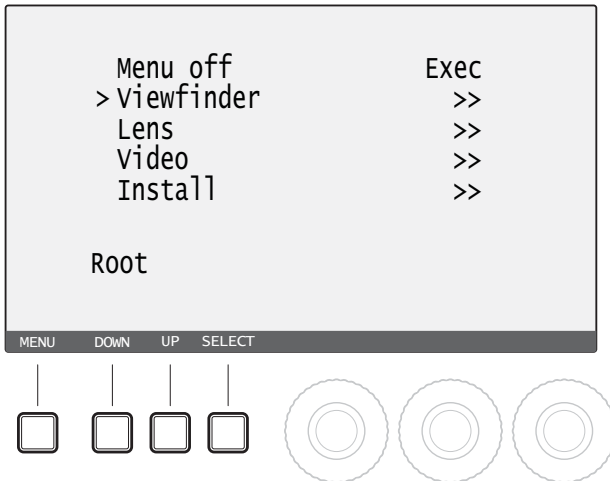 Menu off Exec
>Viewfinder >>
Lens >>
Video >>
Install >>
Root
MENU DOWN UP SELECT